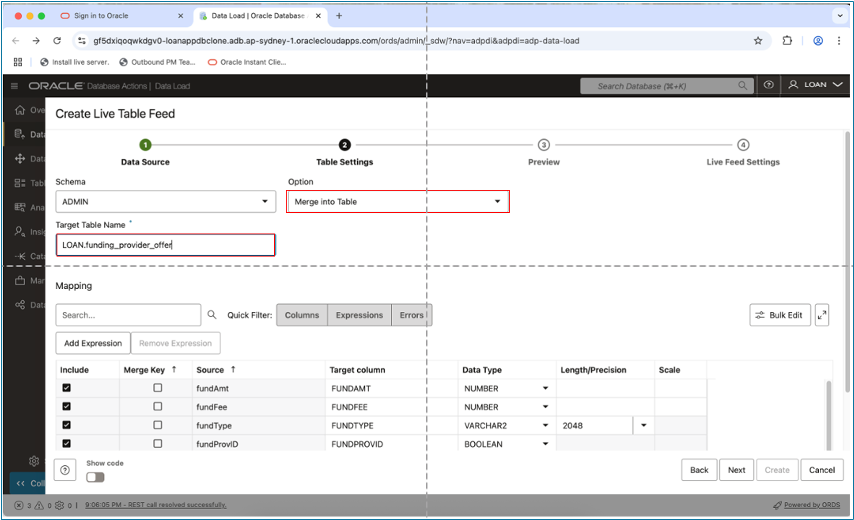 Sign in to Oracle
Data Load | Oracle Database
gf5dxiqoqwkdgv0-loanappdbclone.adb.ap-sydney-1.oraclecloudapps.com/ords/admin/_sdw/?nav=adpdi&adpdi=adp-data-load
Install live server.
Outbound PM Team...
Oracle Instant Clie...
ORACLE Database Actions | Data Load
Search Database (⌘+K)
LOAN
Ove
Data
Data
Tabl
Ana
Insi
Cata
Mar
Data
Coll
Create Live Table Feed
1
2
3
4
Data Source
Table Settings
Preview
Live Feed Settings
Schema
Option
ADMIN
Merge into Table
Target Table Name *
LOAN.funding_provider_offer
Mapping
Search...
Quick Filter:
Columns
Expressions
Errors
Bulk Edit
Add Expression
Remove Expression
Include Merge Key ↑ Source ↑ Target column Data Type Length/Precision Scale
fundAmt FUNDAMT NUMBER
fundFee FUNDFEE NUMBER
fundType FUNDTYPE VARCHAR2 2048
fundProvID FUNDPROVID BOOLEAN
Show code
Back
Next
Create
Cancel
3 0 0 | 9:06:05 PM - REST call resolved successfully.
Powered by ORDS